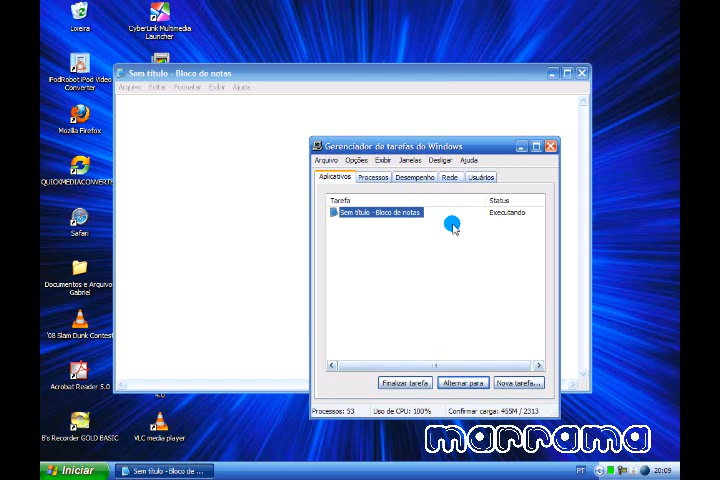 Lixeira
CyberLink Multimedia
Launcher
iPodRobot iPod Video
Converter
Mozilla Firefox
QUICKMEDIACONVERTE
Safari
Documentos e Arquivo
Gabriel
'08 Slam Dunk Contest
Acrobat Reader 5.0
4.0
B's Recorder GOLD BASIC
VLC media player
Sem título - Bloco de notas
Arquivo Editar Formatar Exibir Ajuda
Gerenciador de tarefas do Windows
Arquivo Opções Exibir Janelas Desligar Ajuda
Aplicativos Processos Desempenho Rede Usuários
Tarefa Status
Sem título - Bloco de notas Executando
Finalizar tarefa Alternar para Nova tarefa...
Processos: 53 Uso de CPU: 100% Confirmar carga: 455M / 2313
marrama
Iniciar Sem título - Bloco de ... PT 20:09